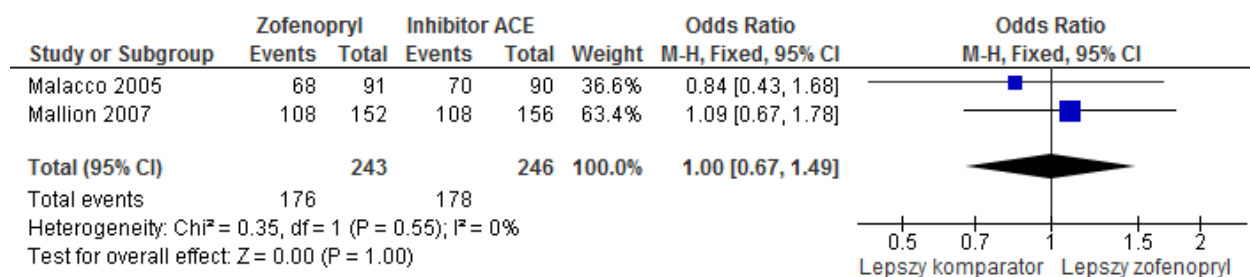 Zofenopryl Inhibitor ACE Odds Ratio Odds Ratio
Study or Subgroup Events Total Events Total Weight M-H, Fixed, 95% CI M-H, Fixed, 95% CI
Malacco 2005 68 91 70 90 36.6% 0.84 [0.43, 1.68]
Mallion 2007 108 152 108 156 63.4% 1.09 [0.67, 1.78]
Total (95% CI) 243 246 100.0% 1.00 [0.67, 1.49]
Total events 176 178
Heterogeneity: Chi² = 0.35, df = 1 (P = 0.55); I² = 0%
Test for overall effect: Z = 0.00 (P = 1.00)
0.5 0.7 1 1.5 2
Lepszy komparator Lepszy zofenopryl